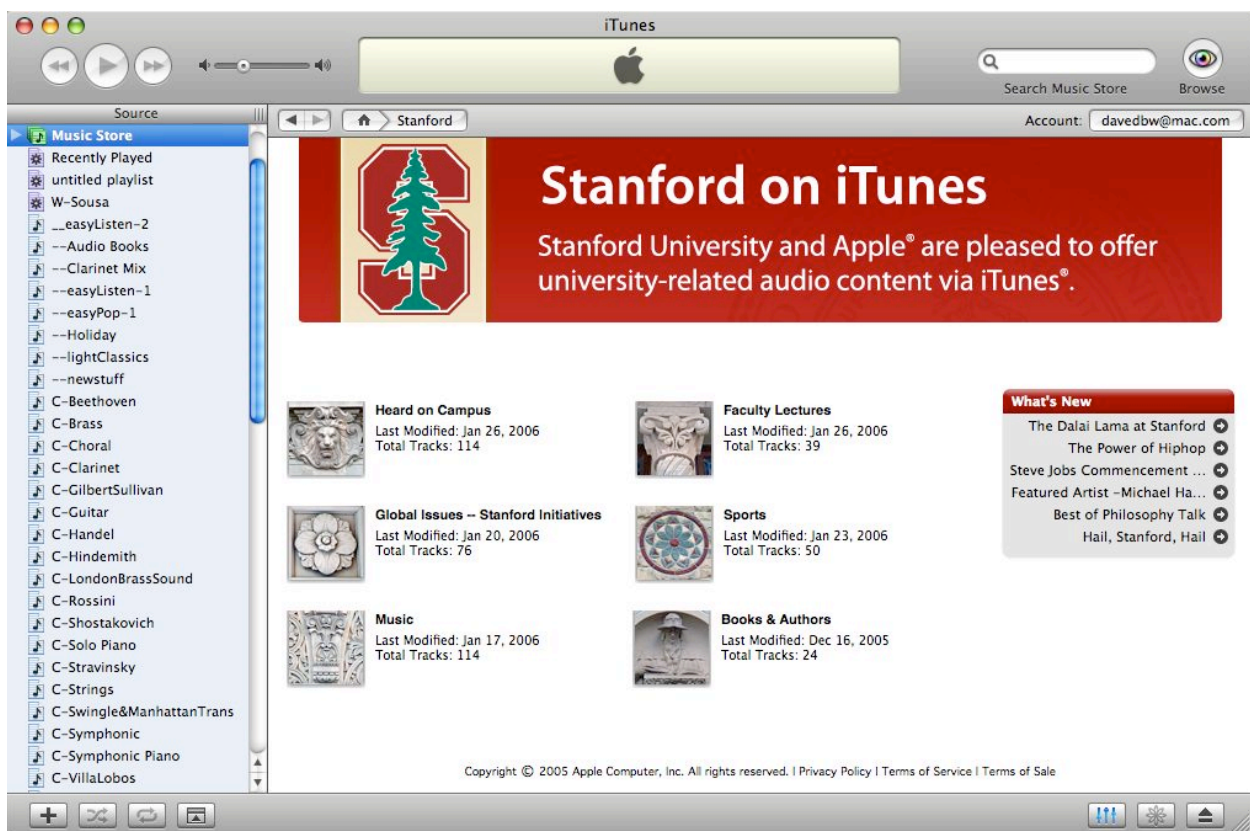 iTunes
Search Music Store
Browse
Source
Stanford
Account: davedbw@mac.com
Music Store
Recently Played
untitled playlist
W-Sousa
__easyListen-2
--Audio Books
--Clarinet Mix
--easyListen-1
--easyPop-1
--Holiday
--lightClassics
--newstuff
C-Beethoven
C-Brass
C-Choral
C-Clarinet
C-GilbertSullivan
C-Guitar
C-Handel
C-Hindemith
C-LondonBrassSound
C-Rossini
C-Shostakovich
C-Solo Piano
C-Stravinsky
C-Strings
C-Swingle&ManhattanTrans
C-Symphonic
C-Symphonic Piano
C-VillaLobos
S
Stanford on iTunes
Stanford University and Apple® are pleased to offer
university-related audio content via iTunes®.
Heard on Campus
Last Modified: Jan 26, 2006
Total Tracks: 114
Faculty Lectures
Last Modified: Jan 26, 2006
Total Tracks: 39
Global Issues -- Stanford Initiatives
Last Modified: Jan 20, 2006
Total Tracks: 76
Sports
Last Modified: Jan 23, 2006
Total Tracks: 50
Music
Last Modified: Jan 17, 2006
Total Tracks: 114
Books & Authors
Last Modified: Dec 16, 2005
Total Tracks: 24
What's New
The Dalai Lama at Stanford
The Power of Hiphop
Steve Jobs Commencement ...
Featured Artist -Michael Ha...
Best of Philosophy Talk
Hail, Stanford, Hail
Copyright © 2005 Apple Computer, Inc. All rights reserved. | Privacy Policy | Terms of Service | Terms of Sale